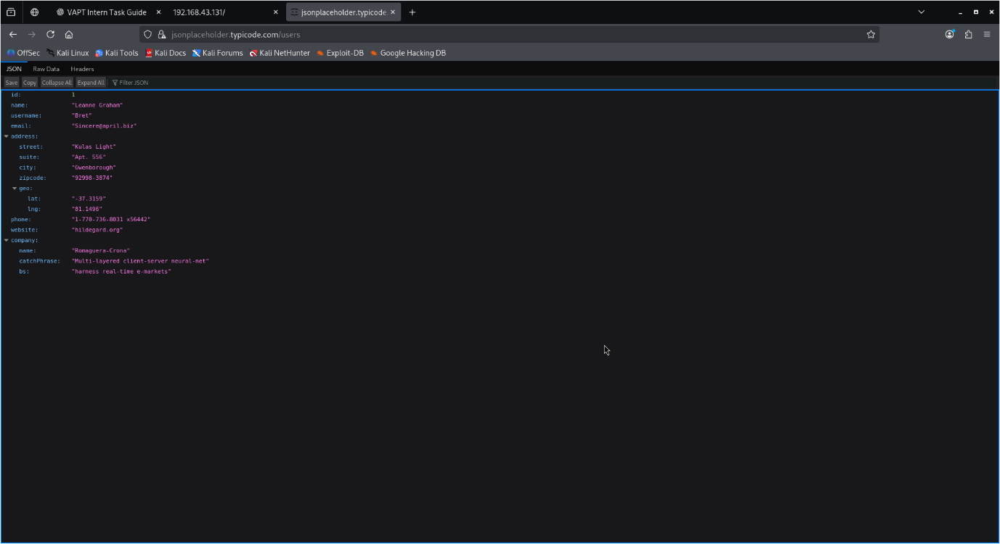 VAPT Intern Task Guide
192.168.43.131/
jsonplaceholder.typicode.
jsonplaceholder.typicode.com/users
OffSec Kali Linux Kali Tools Kali Docs Kali Forums Kali NetHunter Exploit-DB Google Hacking DB
JSON Raw Data Headers
Save Copy Collapse All Expand All Filter JSON
id: 1
name: "Leanne Graham"
username: "Bret"
email: "Sincere@april.biz"
address:
street: "Kulas Light"
suite: "Apt. 556"
city: "Gwenborough"
zipcode: "92998-3874"
geo:
lat: "-37.3159"
lng: "81.1496"
phone: "1-770-736-8031 x56442"
website: "hildegard.org"
company:
name: "Romaguera-Crona"
catchPhrase: "Multi-layered client-server neural-net"
bs: "harness real-time e-markets"